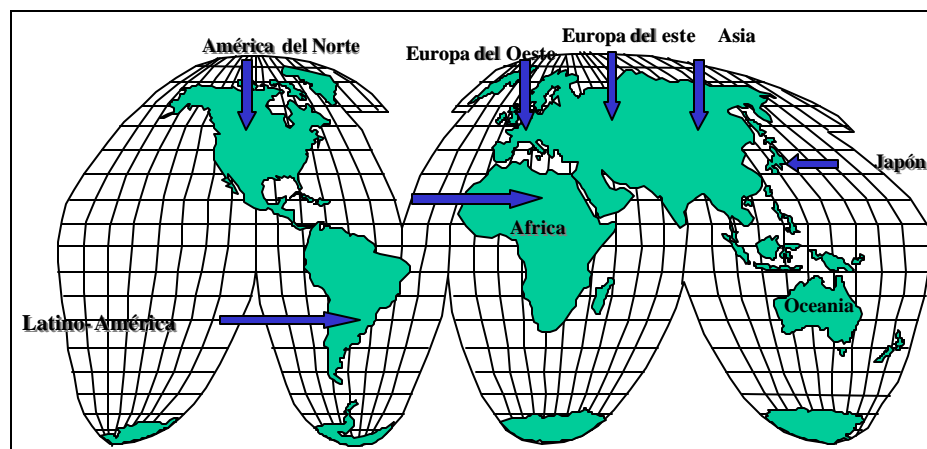 América del Norte
Europa del Oeste
Europa del este
Asia
Japón
Africa
Oceania
Latino-América